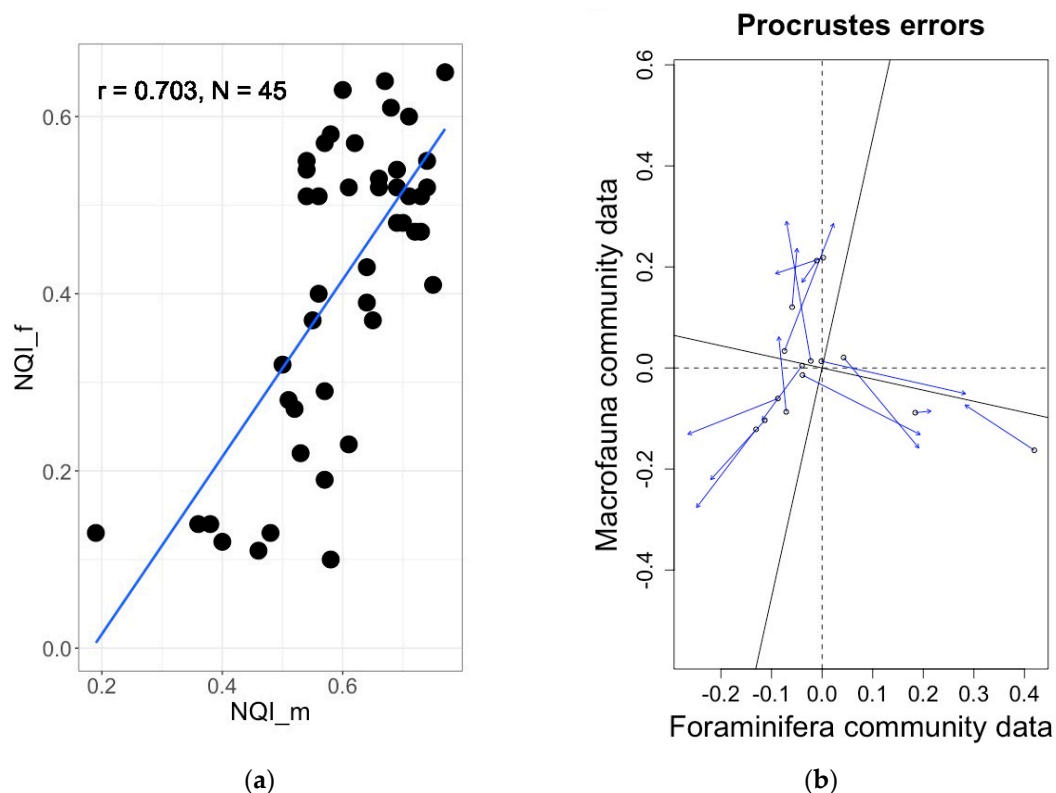 r = 0.703, N = 45
NQI_f
0.6
0.4
0.2
0.0
0.2 0.4 0.6
NQI_m
(a)
Procrustes errors
Macrofauna community data
0.6
0.4
0.2
0.0
-0.2
-0.4
-0.2 -0.1 0.0 0.1 0.2 0.3 0.4
Foraminifera community data
(b)